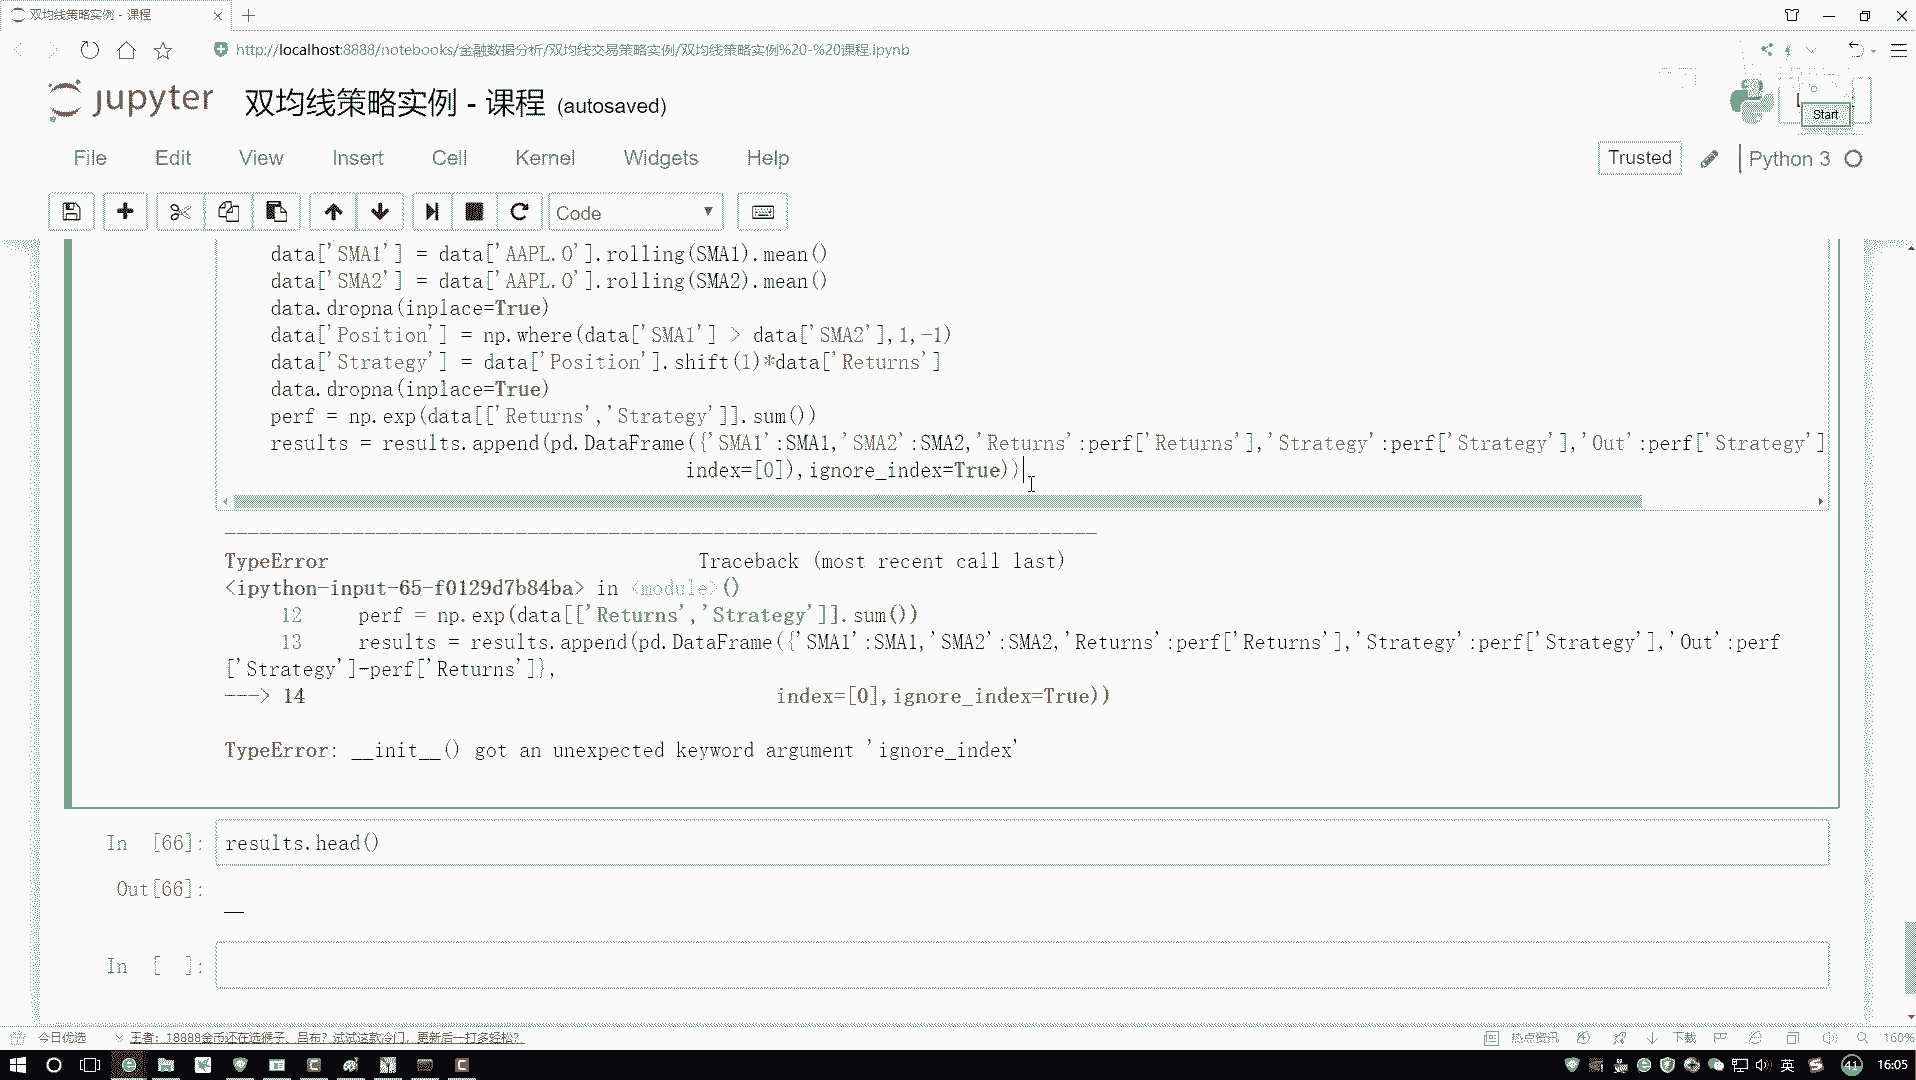 双均线策略实例 - 课程
http://localhost:8888/notebooks/金融数据分析/双均线交易策略实例/双均线策略实例%20-%20课程.ipynb
jupyter 双均线策略实例 - 课程 (autosaved)
Start
File Edit View Insert Cell Kernel Widgets Help
Trusted Python 3
Code
data['SMA1'] = data['AAPL.O'].rolling(SMA1).mean()
data['SMA2'] = data['AAPL.O'].rolling(SMA2).mean()
data.dropna(inplace=True)
data['Position'] = np.where(data['SMA1'] > data['SMA2'],1,-1)
data['Strategy'] = data['Position'].shift(1)*data['Returns']
data.dropna(inplace=True)
perf = np.exp(data[['Returns','Strategy']].sum())
results = results.append(pd.DataFrame({'SMA1':SMA1,'SMA2':SMA2,'Returns':perf['Returns'],'Strategy':perf['Strategy'],'Out':perf['Strategy']
index=[0]),ignore_index=True))
---------------------------------------------------------------------------
TypeError Traceback (most recent call last)
<ipython-input-65-f0129d7b84ba> in <module>()
12 perf = np.exp(data[['Returns','Strategy']].sum())
13 results = results.append(pd.DataFrame({'SMA1':SMA1,'SMA2':SMA2,'Returns':perf['Returns'],'Strategy':perf['Strategy'],'Out':perf
['Strategy']-perf['Returns']},
---> 14 index=[0],ignore_index=True))
TypeError: __init__() got an unexpected keyword argument 'ignore_index'
In [66]: results.head()
Out[66]:
In [ ]:
今日优选 王者：18888金币还在选猴子、吕布？试试这款冷门，更新后一打多轻松？ 热点资讯 下载 160%
英 41 16:05